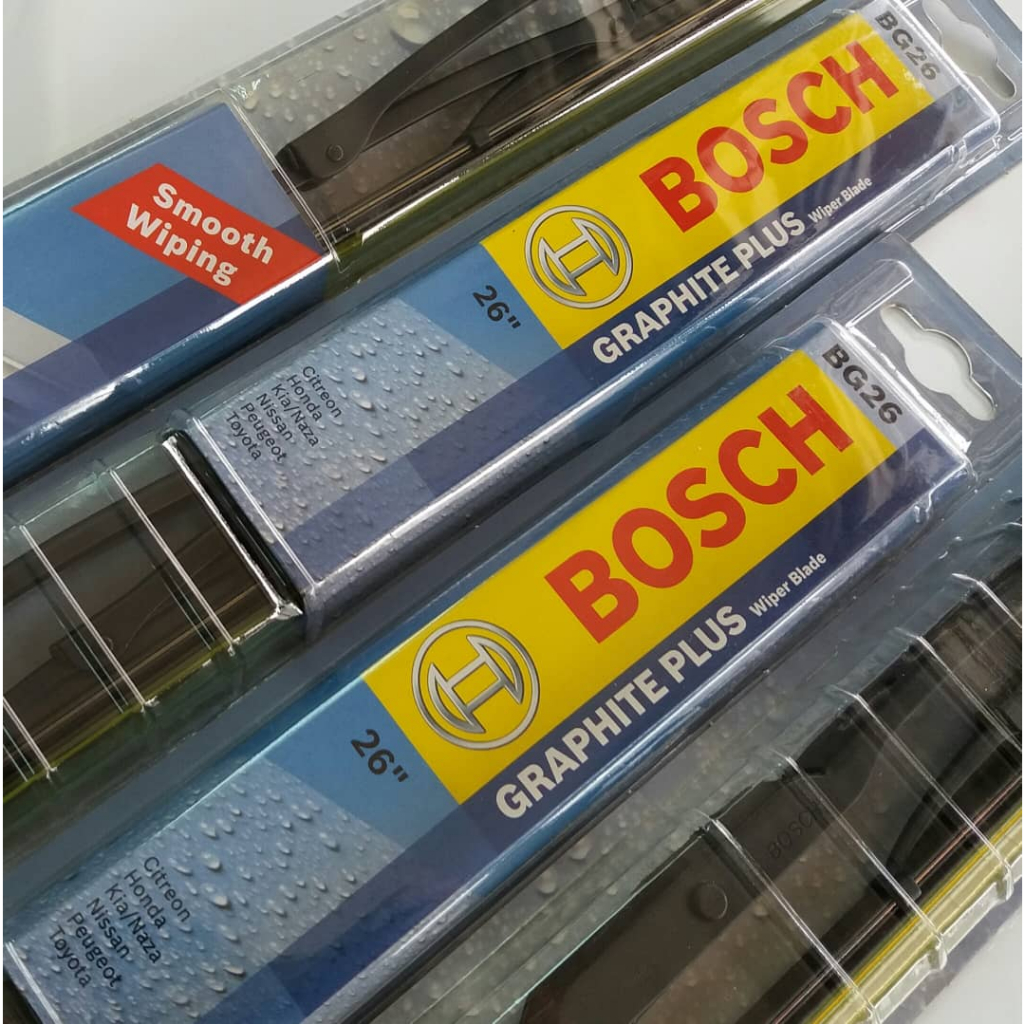 Smooth
Wiping
BG26
BOSCH
GRAPHITE PLUS Wiper Blade
26"
Citreon
Honda
Kia/Naza
Nissan
Peugeot
Toyota
BG26
BOSCH
GRAPHITE PLUS Wiper Blade
26"
Citreon
Honda
Kia/Naza
Nissan
Peugeot
Toyota
BOSCH